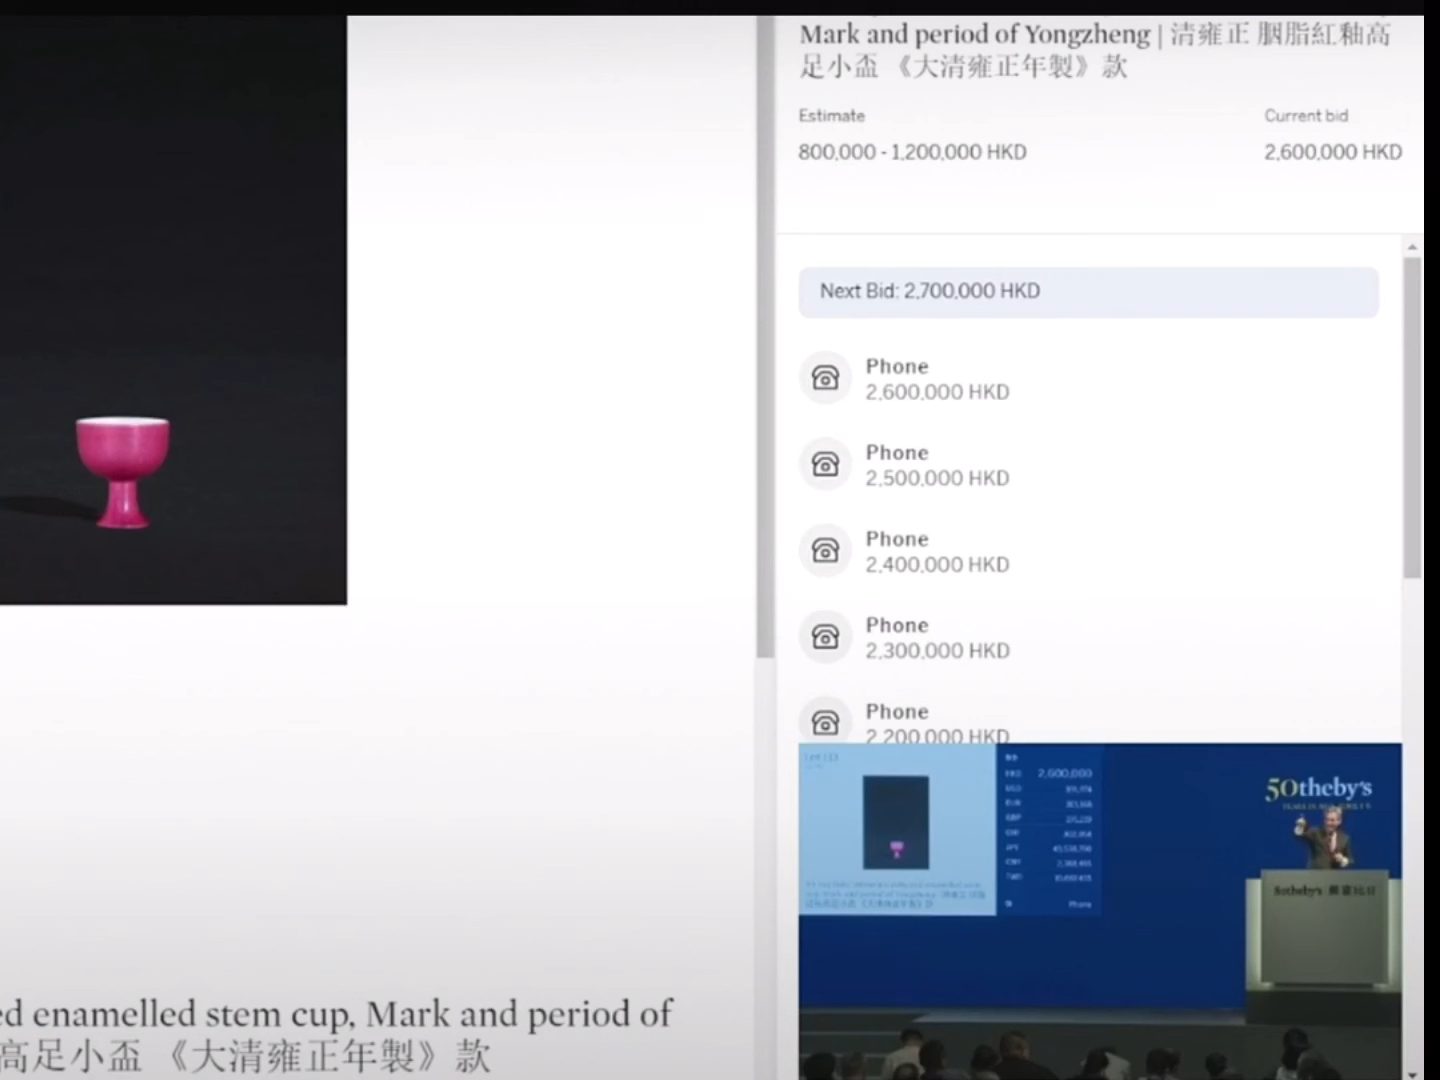 Mark and period of Yongzheng | 清雍正 胭脂紅釉高
足小盃 《大清雍正年製》 款
Estimate
Current bid
800,000 - 1,200,000 HKD
2,600,000 HKD
Next Bid: 2,700,000 HKD
Phone
2,600,000 HKD
Phone
2,500,000 HKD
Phone
2,400,000 HKD
Phone
2,300,000 HKD
Phone
2,200,000 HKD
2,600,000
Phone
50theby's
Sotheby's
ed enamelled stem cup, Mark and period of
高足小盃 《大清雍正年製》 款